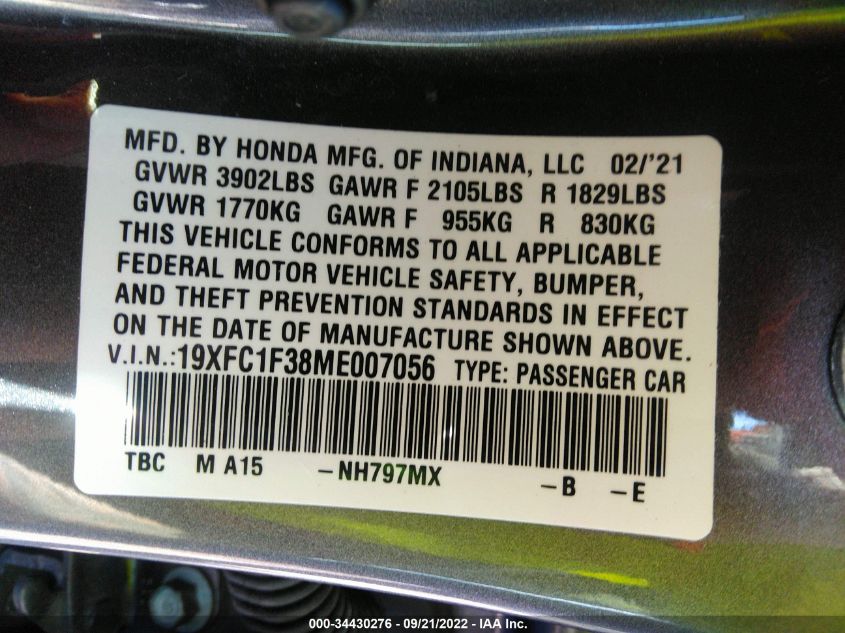 MFD. BY HONDA MFG. OF INDIANA, LLC 02/'21
GVWR 3902LBS GAWR F 2105LBS R 1829LBS
GVWR 1770KG GAWR F 955KG R 830KG
THIS VEHICLE CONFORMS TO ALL APPLICABLE
FEDERAL MOTOR VEHICLE SAFETY, BUMPER,
AND THEFT PREVENTION STANDARDS IN EFFECT
ON THE DATE OF MANUFACTURE SHOWN ABOVE.
V.I.N.:19XFC1F38ME007056 TYPE: PASSENGER CAR
TBC M A15 -NH797MX -B -E
000-34430276 - 09/21/2022 - IAA Inc.